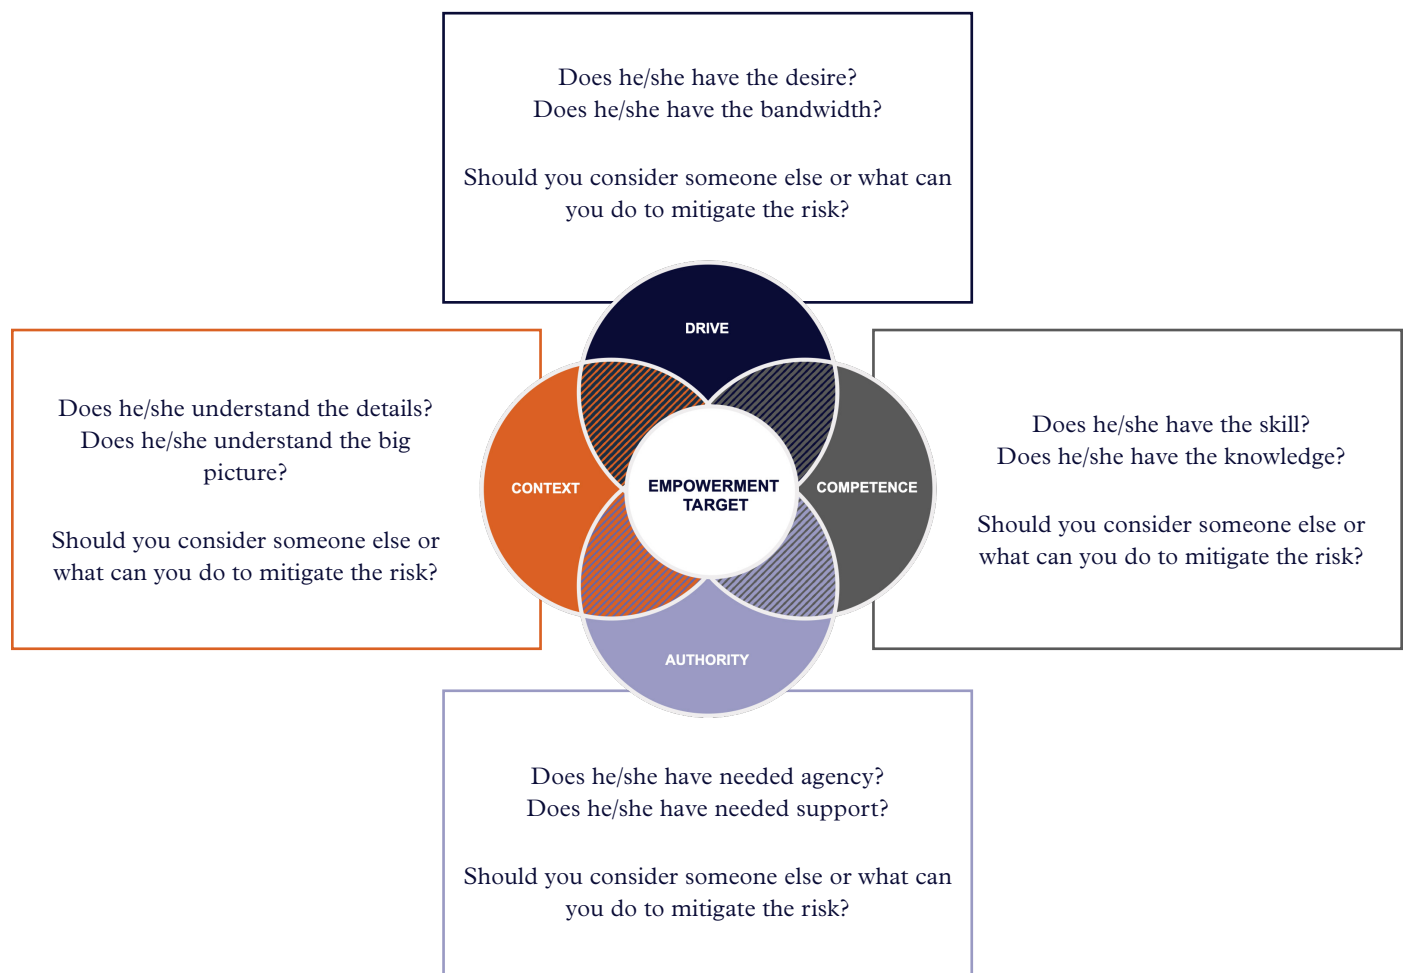 Does he/she have the desire?
Does he/she have the bandwidth?
Should you consider someone else or what can
you do to mitigate the risk?
DRIVE
Does he/she understand the details?
Does he/she understand the big
picture?
Should you consider someone else or
what can you do to mitigate the risk?
CONTEXT
EMPOWERMENT
TARGET
COMPETENCE
Does he/she have the skill?
Does he/she have the knowledge?
Should you consider someone else or
what can you do to mitigate the risk?
AUTHORITY
Does he/she have needed agency?
Does he/she have needed support?
Should you consider someone else or what can
you do to mitigate the risk?